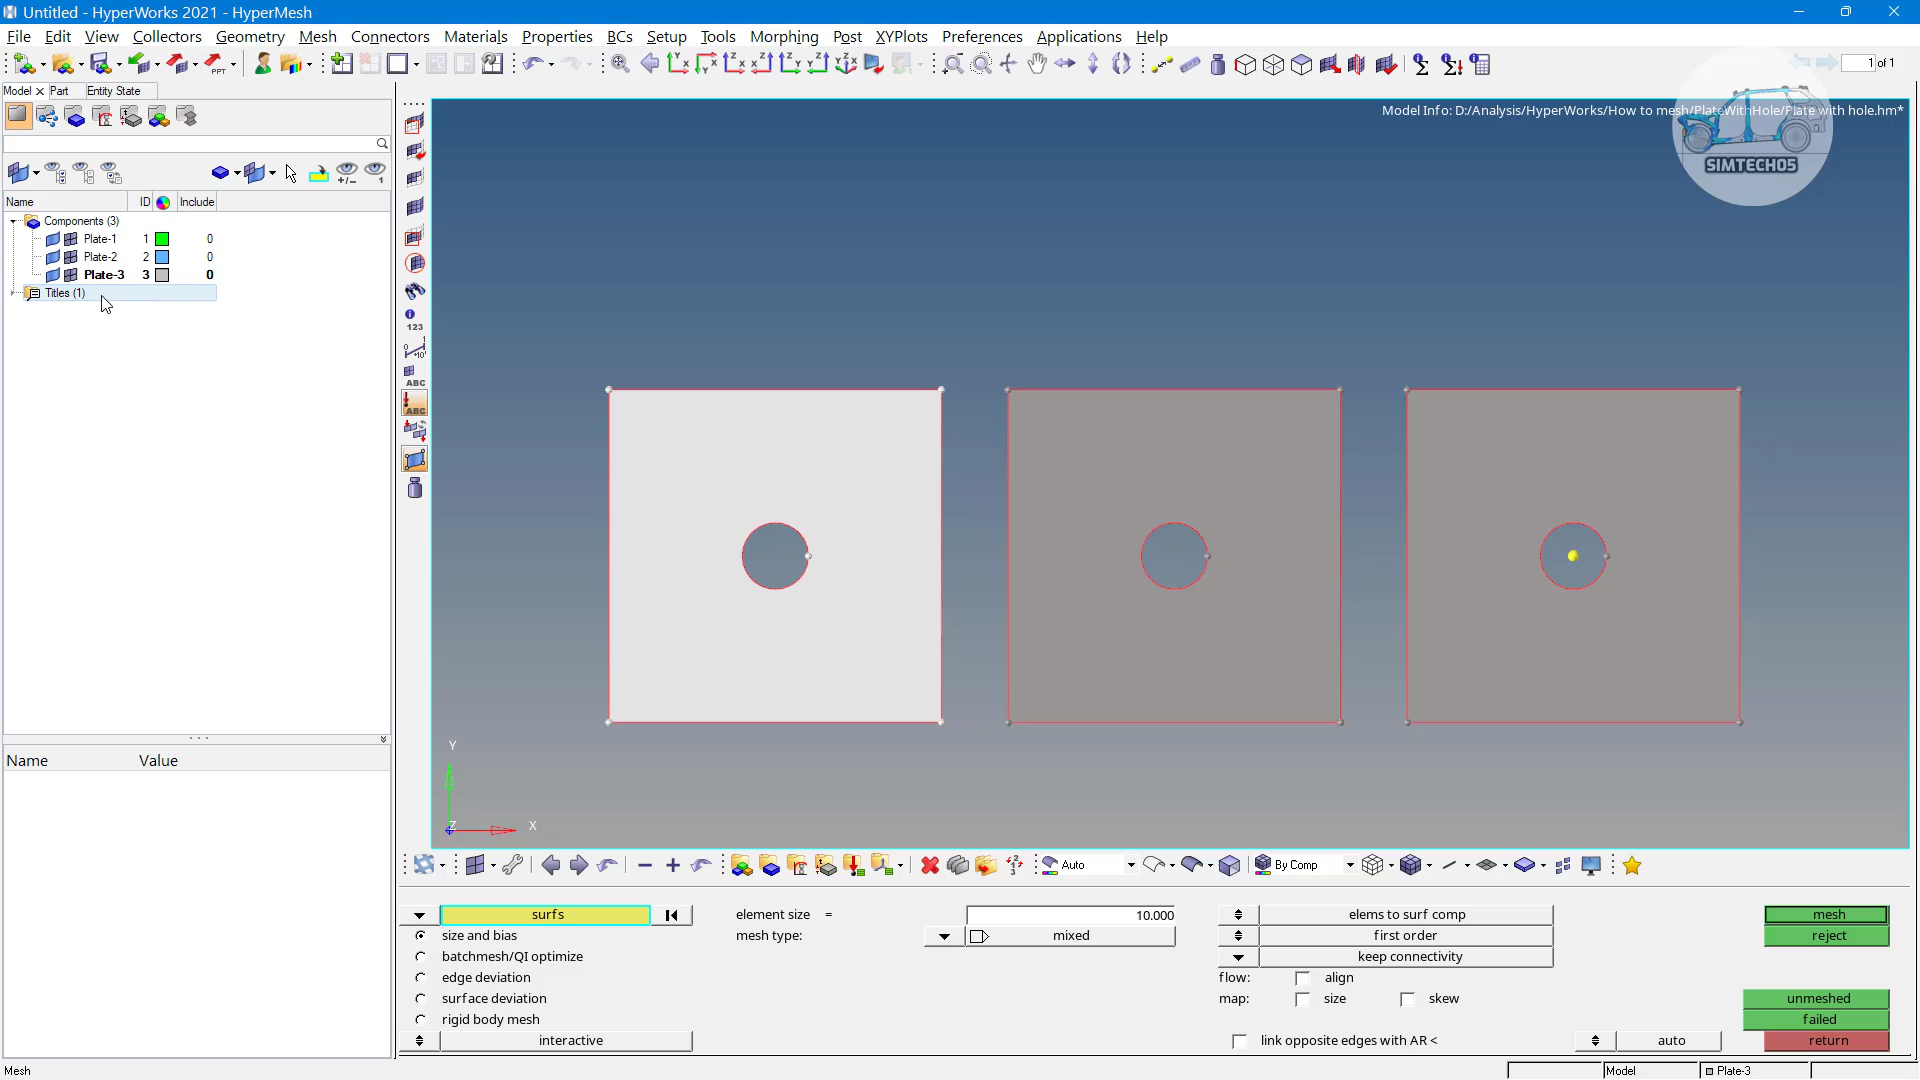 Untitled - HyperWorks 2021 - HyperMesh
File Edit View Collectors Geometry Mesh Connectors Materials Properties BCs Setup Tools Morphing Post XYPlots Preferences Applications Help
1 of 1
Model Part Entity State
Model Info: D:/Analysis/HyperWorks/How to mesh/PlateWithHole/Plate with hole.hm*
SIMTECH05
Name ID Include
Components (3)
Plate-1 1 0
Plate-2 2 0
Plate-3 3 0
Titles (1)
123
ABC
ABC
Name Value
Y
Z X
Auto By Comp
surfs element size = 10.000 elems to surf comp mesh
size and bias mesh type: mixed first order reject
batchmesh/QI optimize keep connectivity
edge deviation flow: align
surface deviation map: size skew unmeshed
rigid body mesh failed
interactive link opposite edges with AR < auto return
Mesh Model Plate-3